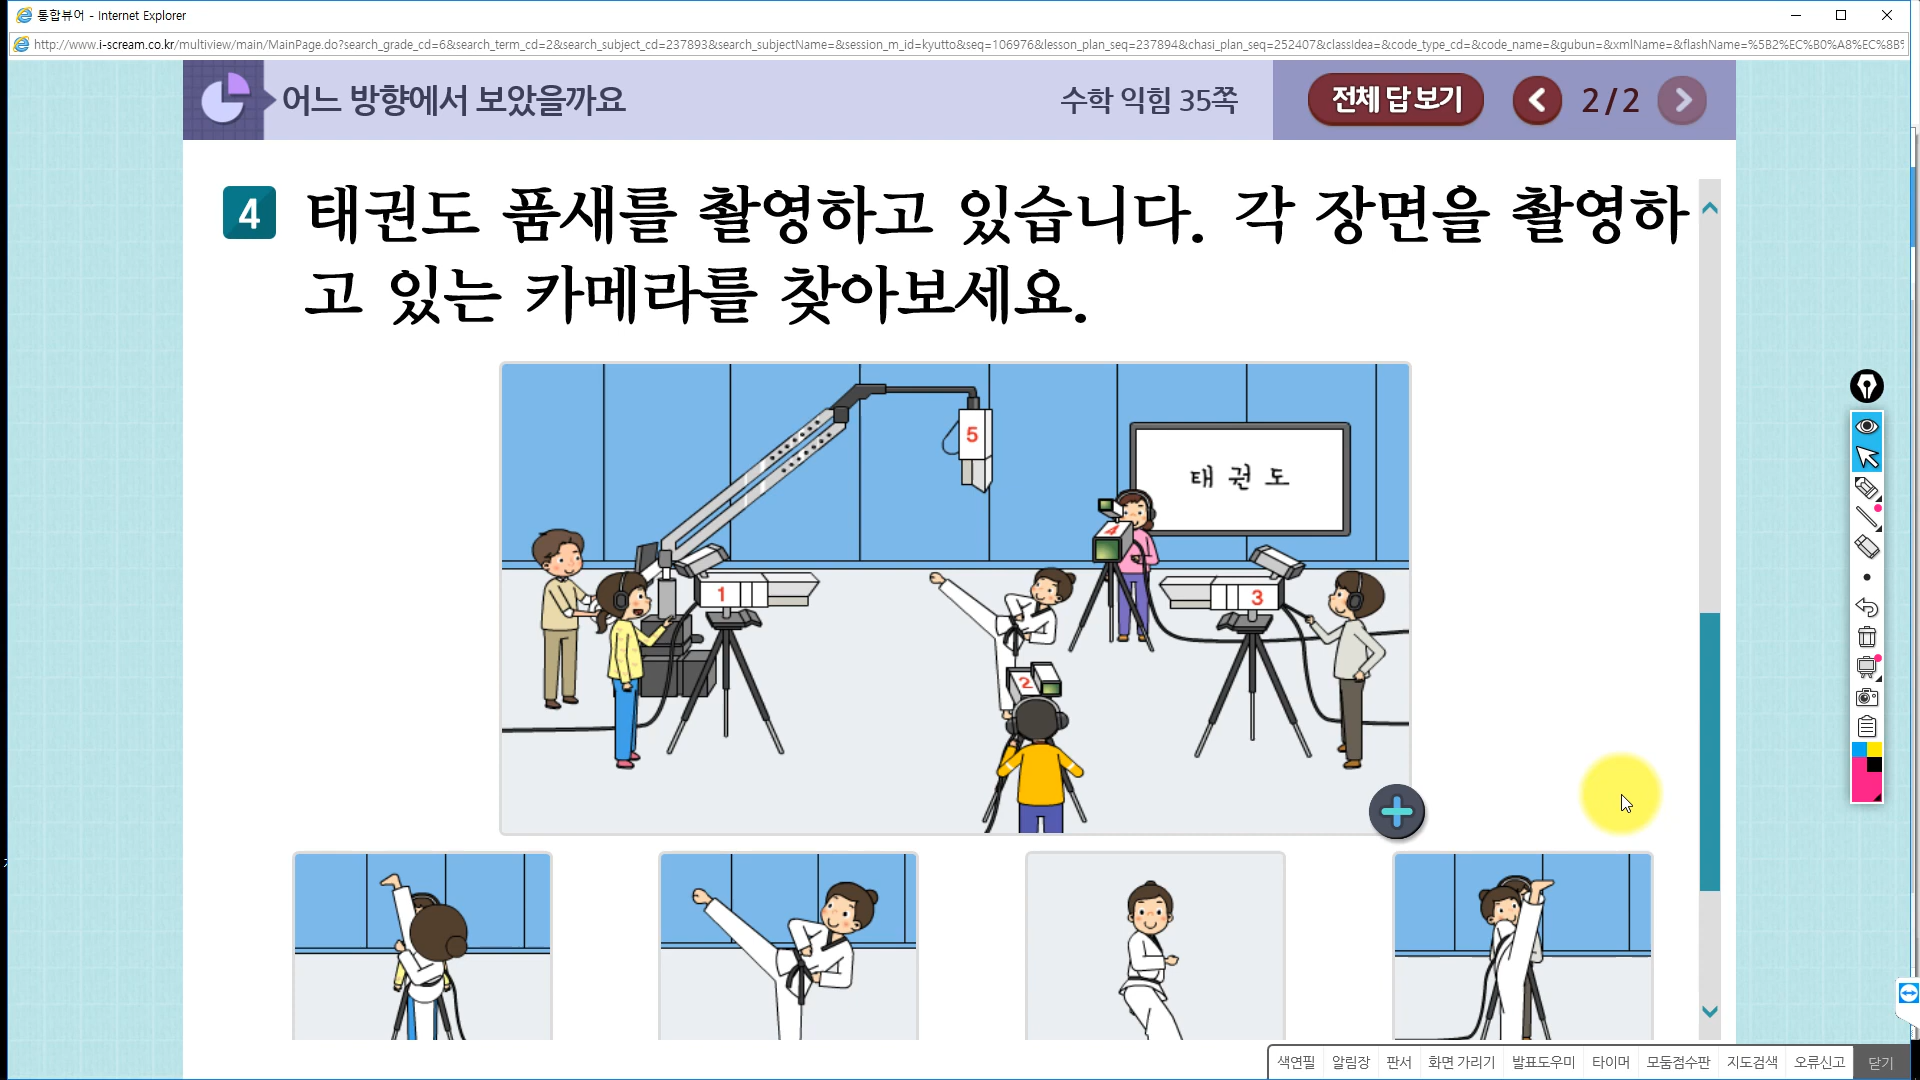 통합뷰어 - Internet Explorer
http://www.i-scream.co.kr/multiview/main/MainPage.do?search_grade_cd=6&search_term_cd=2&search_subject_cd=237893&search_subjectName=&session_m_id=kyutto&seq=106976&lesson_plan_seq=237894&chasi_plan_seq=252407&classIdea=&code_type_cd=&code_name=&gubun=&xmlName=&flashName=%5B2%EC%B0%A8%EC%8B%
어느 방향에서 보았을까요
수학 익힘 35쪽
전체 답 보기
2 / 2
4 태권도 품새를 촬영하고 있습니다. 각 장면을 촬영하
고 있는 카메라를 찾아보세요.
5
태 권 도
4
1
3
2
색연필 알림장 판서 화면 가리기 발표도우미 타이머 모둠점수판 지도검색 오류신고 닫기